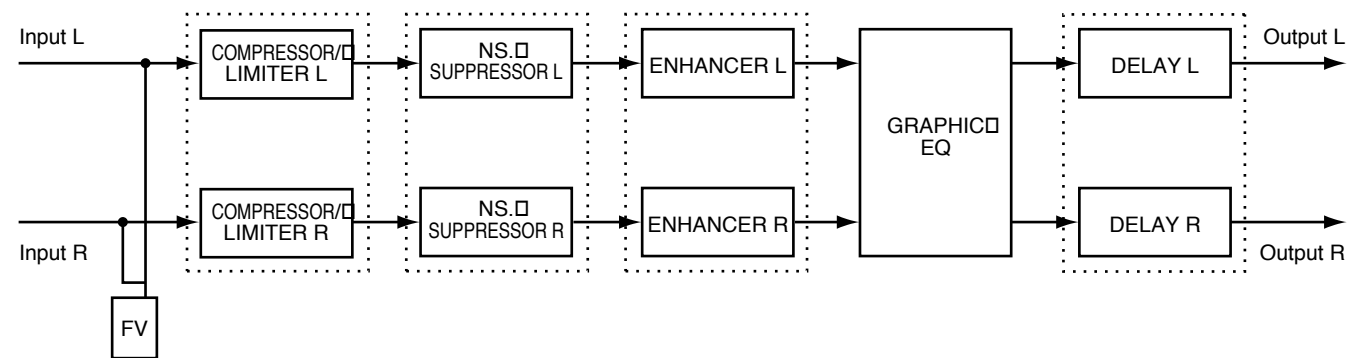 Input L
COMPRESSOR/□
LIMITER L
NS.□
SUPPRESSOR L
ENHANCER L
GRAPHIC□
EQ
DELAY L
Output L
Input R
COMPRESSOR/□
LIMITER R
NS.□
SUPPRESSOR R
ENHANCER R
DELAY R
Output R
FV